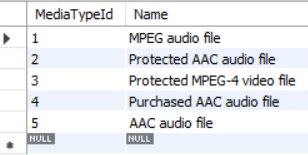 MediaTypeId Name
1 MPEG audio file
2 Protected AAC audio file
3 Protected MPEG-4 video file
4 Purchased AAC audio file
5 AAC audio file
NULL NULL